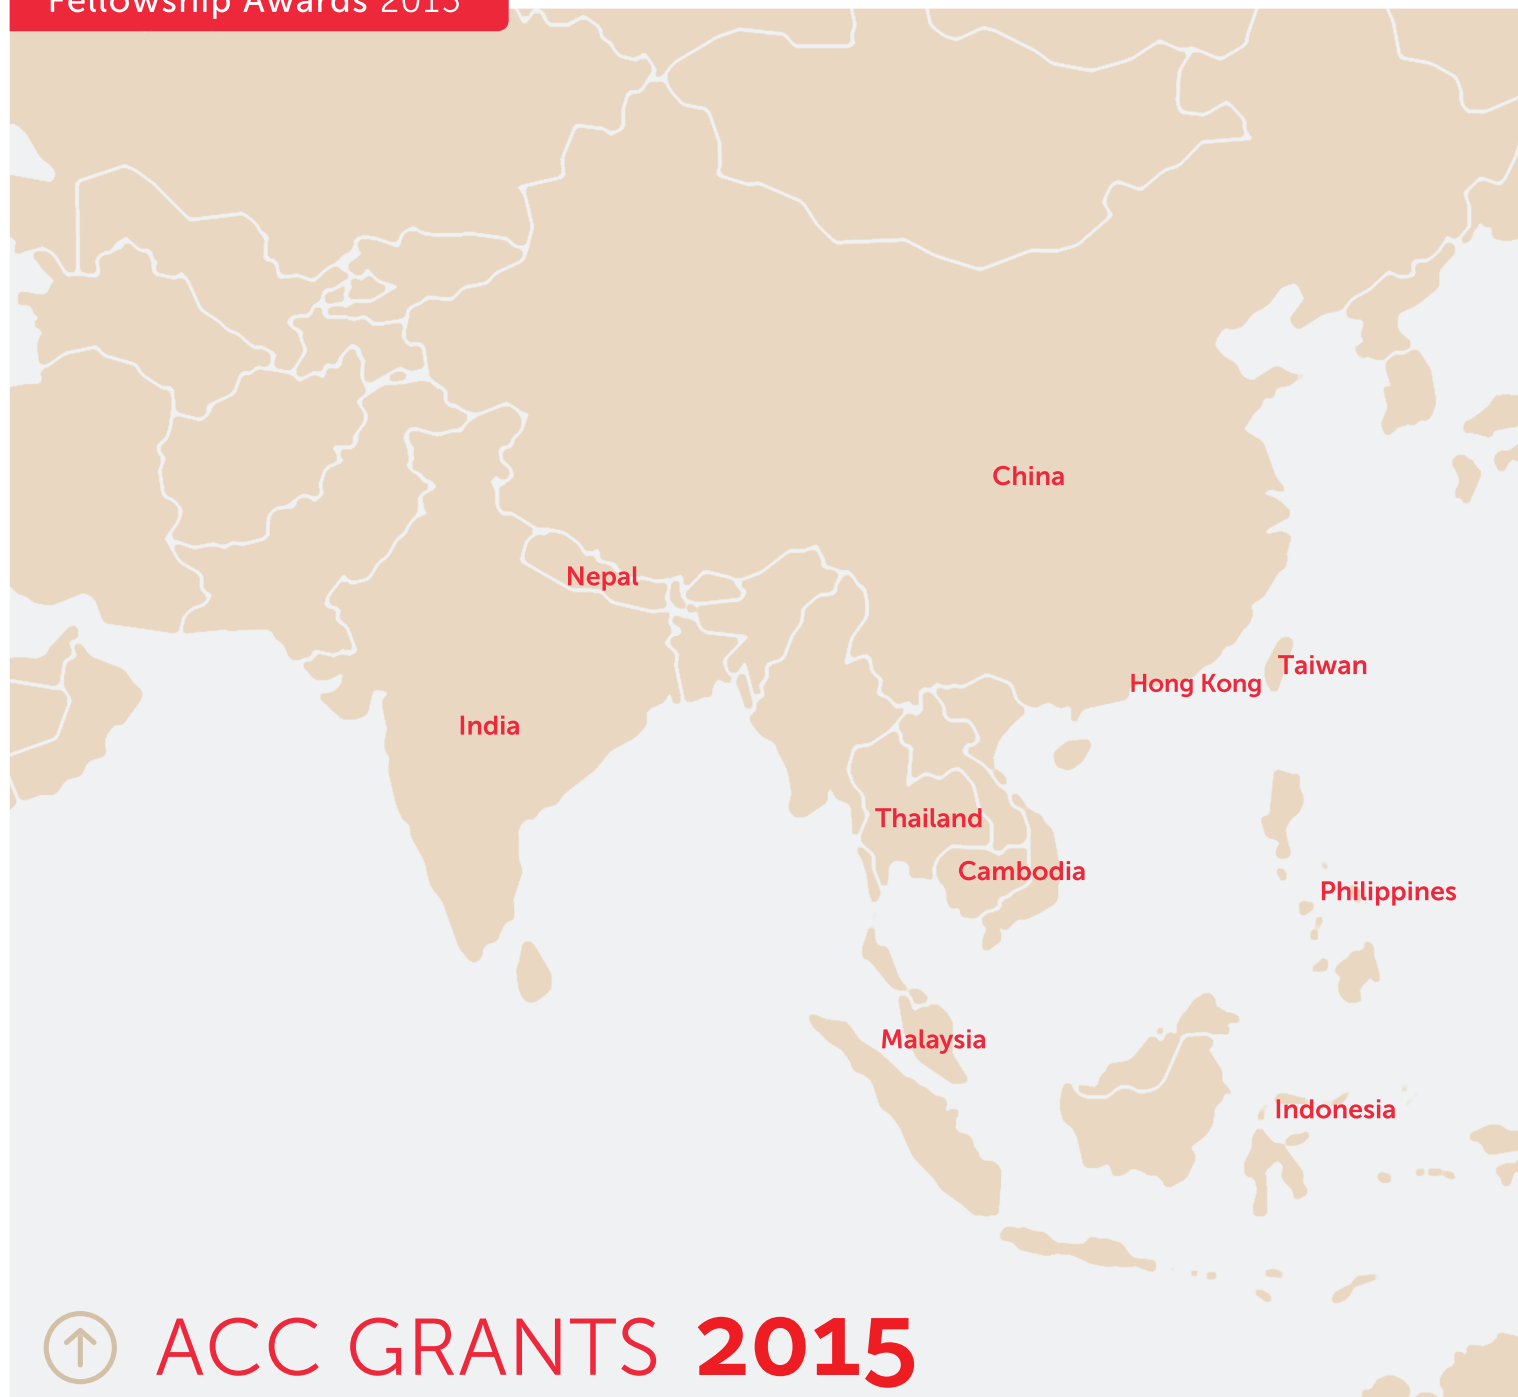 Fellowship Awards 2015
China
Nepal
Taiwan
Hong Kong
India
Thailand
Cambodia
Philippines
Malaysia
Indonesia
ACC GRANTS 2015